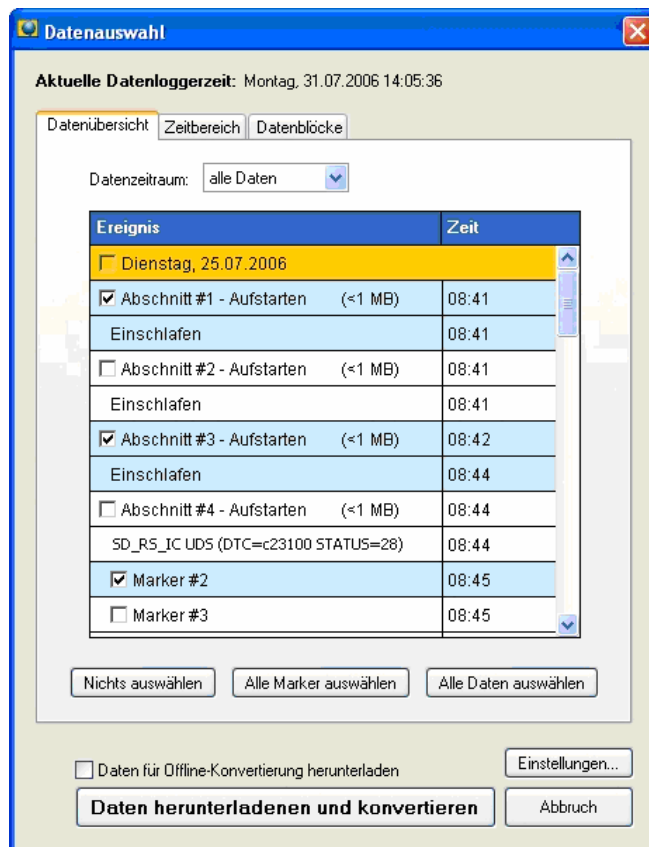 Datenauswahl
Aktuelle Datenloggerzeit: Montag, 31.07.2006 14:05:36
Datenübersicht Zeitbereich Datenblöcke
Datenzeitraum: alle Daten
Ereignis Zeit
Dienstag, 25.07.2006
Abschnitt #1 - Aufstarten (<1 MB) 08:41
Einschlafen 08:41
Abschnitt #2 - Aufstarten (<1 MB) 08:41
Einschlafen 08:41
Abschnitt #3 - Aufstarten (<1 MB) 08:42
Einschlafen 08:44
Abschnitt #4 - Aufstarten (<1 MB) 08:44
SD_RS_IC UDS (DTC=c23100 STATUS=28) 08:44
Marker #2 08:45
Marker #3 08:45
Nichts auswählen Alle Marker auswählen Alle Daten auswählen
Daten für Offline-Konvertierung herunterladen Einstellungen...
Daten herunterladenen und konvertieren Abbruch